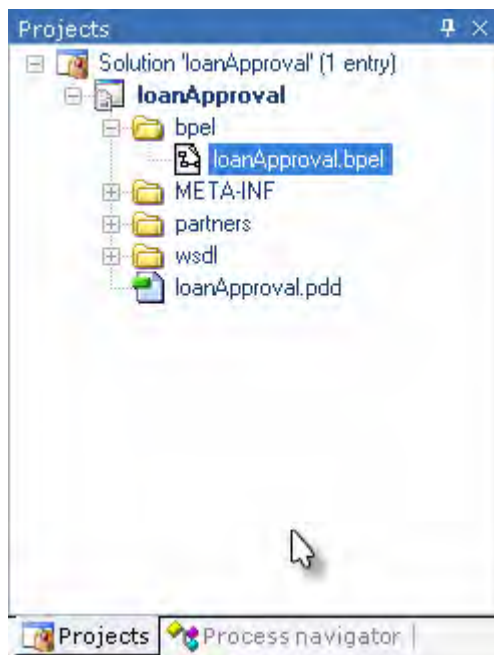 Projects
Solution 'loanApproval' (1 entry)
loanApproval
bpel
loanApproval.bpel
META-INF
partners
wsdl
loanApproval.pdd
Projects Process navigator